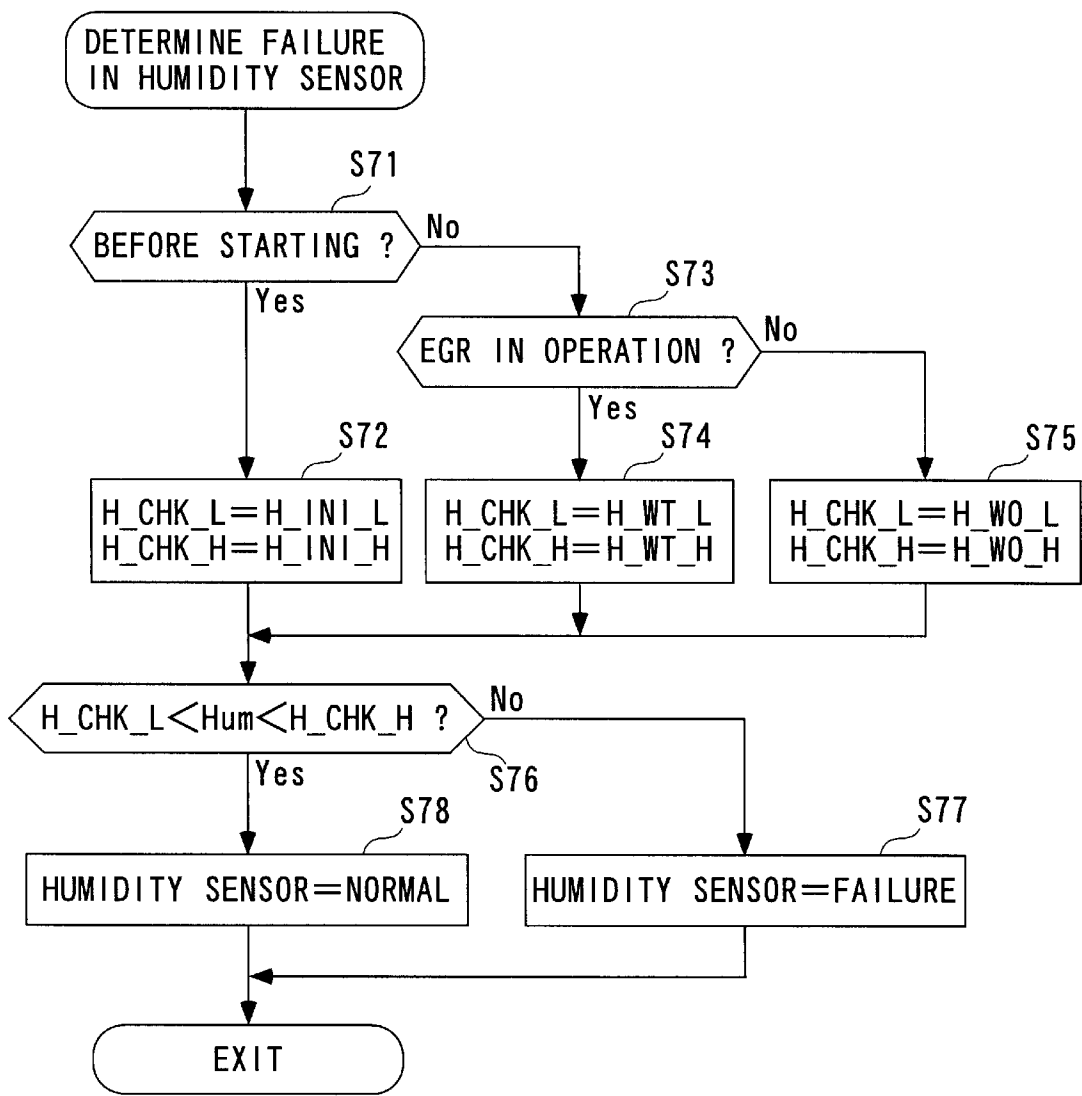 DETERMINE FAILURE
IN HUMIDITY SENSOR
S71
BEFORE STARTING ?
No
Yes
S73
EGR IN OPERATION ?
No
Yes
S72
H_CHK_L=H_INI_L
H_CHK_H=H_INI_H
S74
H_CHK_L=H_WT_L
H_CHK_H=H_WT_H
S75
H_CHK_L=H_WO_L
H_CHK_H=H_WO_H
H_CHK_L<Hum<H_CHK_H ?
No
S76
Yes
S78
HUMIDITY SENSOR=NORMAL
S77
HUMIDITY SENSOR=FAILURE
EXIT